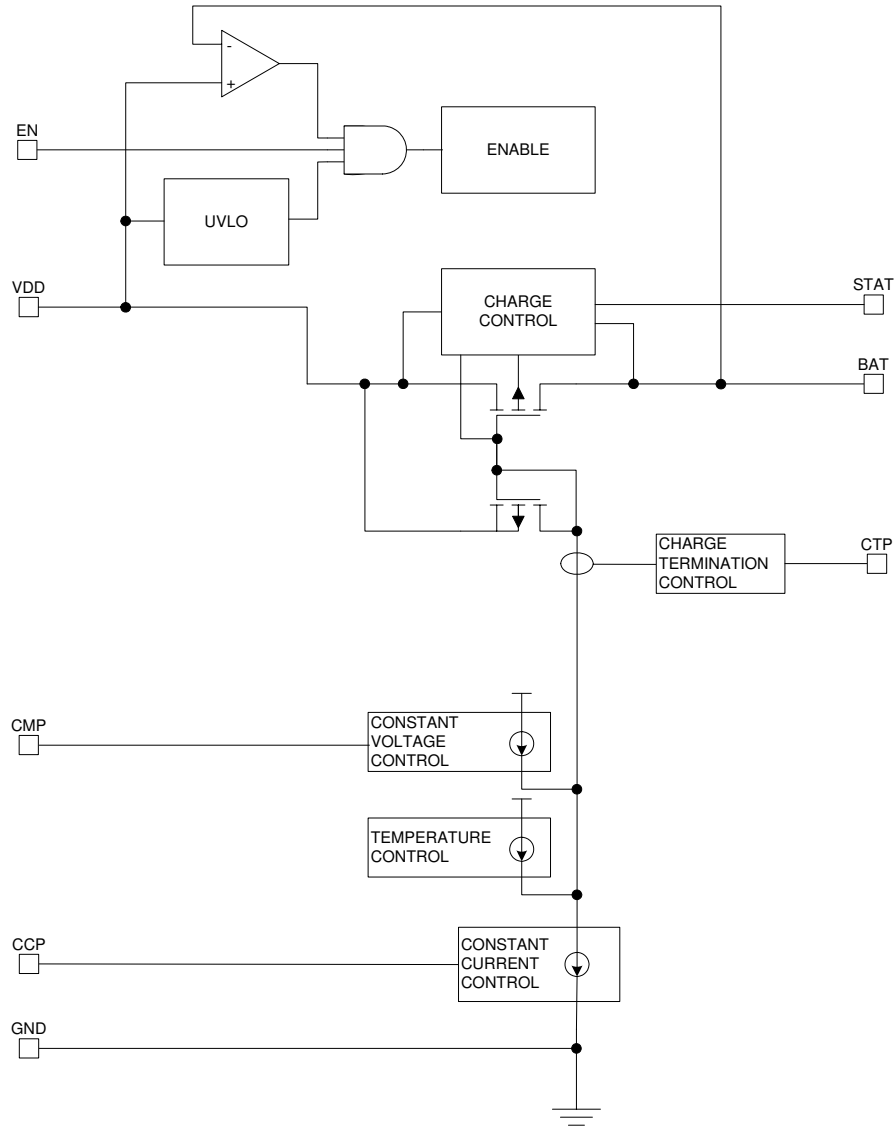 -
+
EN
ENABLE
UVLO
VDD
CHARGE
CONTROL
STAT
BAT
CHARGE
TERMINATION
CONTROL
CTP
CMP
CONSTANT
VOLTAGE
CONTROL
TEMPERATURE
CONTROL
CCP
CONSTANT
CURRENT
CONTROL
GND